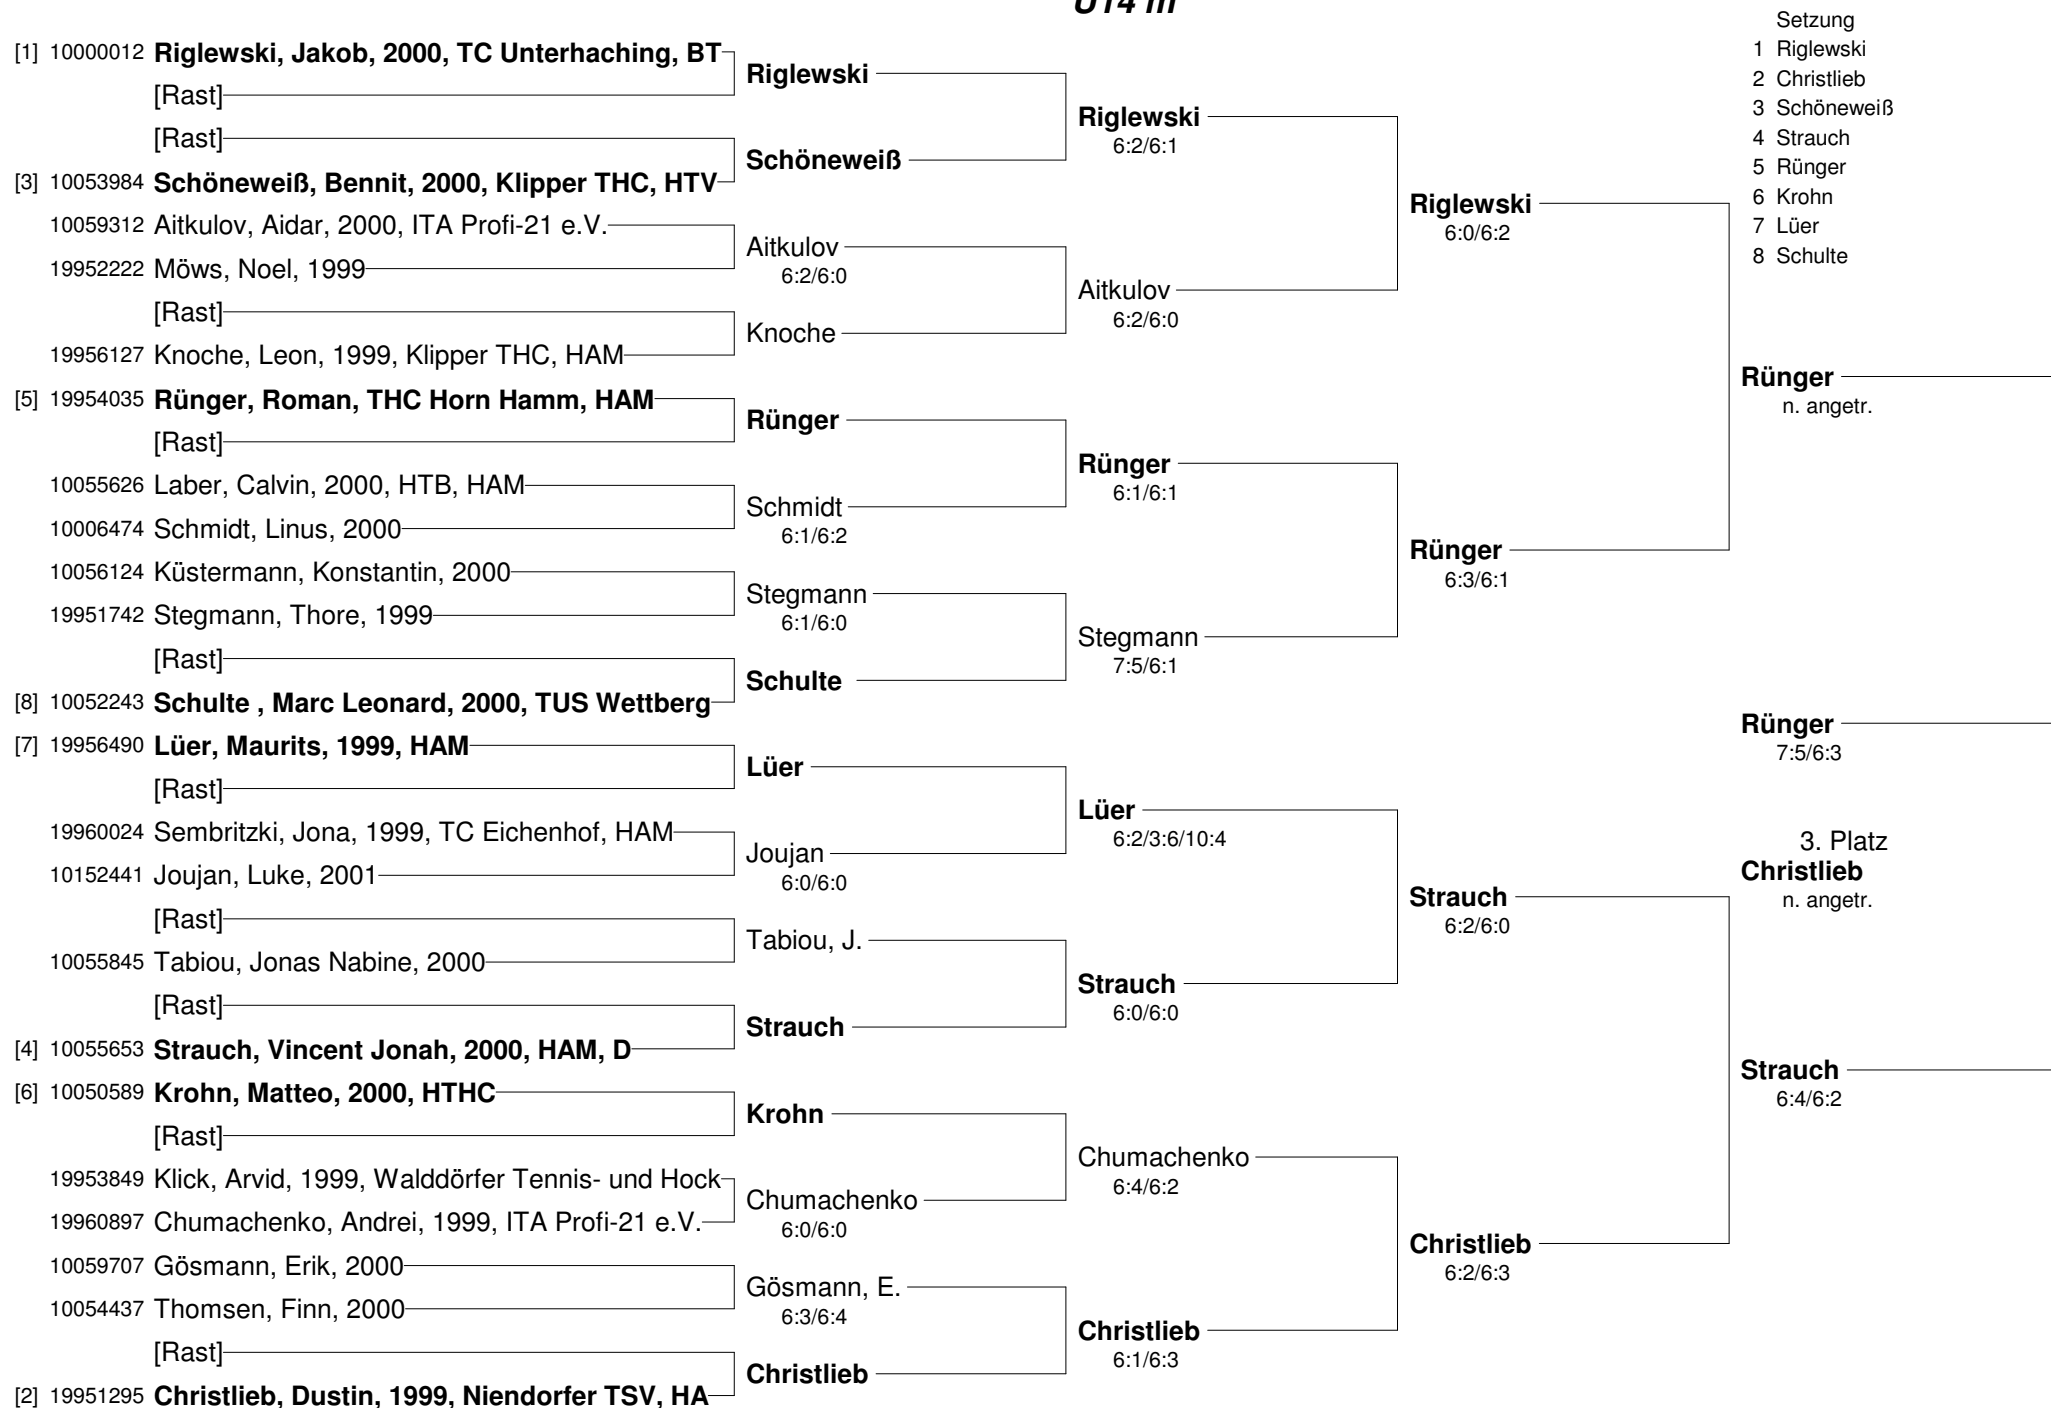 U14 m
Setzung
1 Riglewski
2 Christlieb
3 Schöneweiß
4 Strauch
5 Rünger
6 Krohn
7 Lüer
8 Schulte
[1] 10000012 Riglewski, Jakob, 2000, TC Unterhaching, BT
[Rast]
[Rast]
[3] 10053984 Schöneweiß, Bennit, 2000, Klipper THC, HTV
10059312 Aitkulov, Aidar, 2000, ITA Profi-21 e.V.
19952222 Möws, Noel, 1999
[Rast]
19956127 Knoche, Leon, 1999, Klipper THC, HAM
[5] 19954035 Rünger, Roman, THC Horn Hamm, HAM
[Rast]
10055626 Laber, Calvin, 2000, HTB, HAM
10006474 Schmidt, Linus, 2000
10056124 Küstermann, Konstantin, 2000
19951742 Stegmann, Thore, 1999
[Rast]
[8] 10052243 Schulte , Marc Leonard, 2000, TUS Wettberg
[7] 19956490 Lüer, Maurits, 1999, HAM
[Rast]
19960024 Sembritzki, Jona, 1999, TC Eichenhof, HAM
10152441 Joujan, Luke, 2001
[Rast]
10055845 Tabiou, Jonas Nabine, 2000
[Rast]
[4] 10055653 Strauch, Vincent Jonah, 2000, HAM, D
[6] 10050589 Krohn, Matteo, 2000, HTHC
[Rast]
19953849 Klick, Arvid, 1999, Walddörfer Tennis- und Hock
19960897 Chumachenko, Andrei, 1999, ITA Profi-21 e.V.
10059707 Gösmann, Erik, 2000
10054437 Thomsen, Finn, 2000
[Rast]
[2] 19951295 Christlieb, Dustin, 1999, Niendorfer TSV, HA
Riglewski
Schöneweiß
Aitkulov
6:2/6:0
Knoche
Rünger
Schmidt
6:1/6:2
Stegmann
6:1/6:0
Schulte
Lüer
Joujan
6:0/6:0
Tabiou, J.
Strauch
Krohn
Chumachenko
6:0/6:0
Gösmann, E.
6:3/6:4
Christlieb
Riglewski
6:2/6:1
Aitkulov
6:2/6:0
Rünger
6:1/6:1
Stegmann
7:5/6:1
Lüer
6:2/3:6/10:4
Strauch
6:0/6:0
Chumachenko
6:4/6:2
Christlieb
6:1/6:3
Riglewski
6:0/6:2
Rünger
6:3/6:1
Strauch
6:2/6:0
Christlieb
6:2/6:3
Rünger
n. angetr.
Rünger
7:5/6:3
3. Platz
Christlieb
n. angetr.
Strauch
6:4/6:2